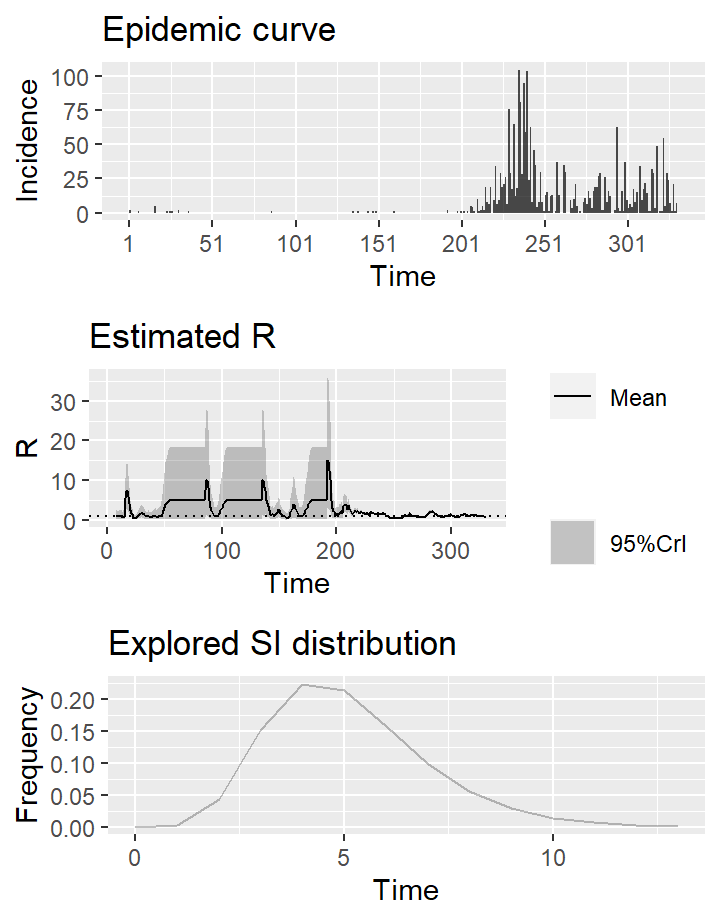 Epidemic curve
Incidence
100
75
50
25
0
1 51 101 151 201 251 301
Time
Estimated R
R
30
20
10
0
0 100 200 300
Time
Mean
95%CrI
Explored SI distribution
Frequency
0.20
0.15
0.10
0.05
0.00
0 5 10
Time